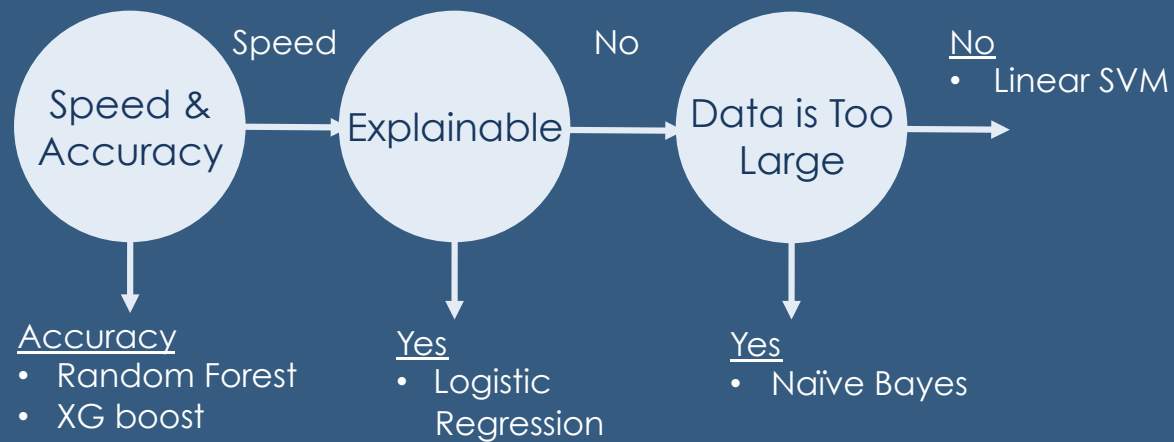 Speed &
Accuracy
Speed
Explainable
No
Data is Too
Large
No
• Linear SVM
Accuracy
• Random Forest
• XG boost
Yes
• Logistic
Regression
Yes
• Naïve Bayes